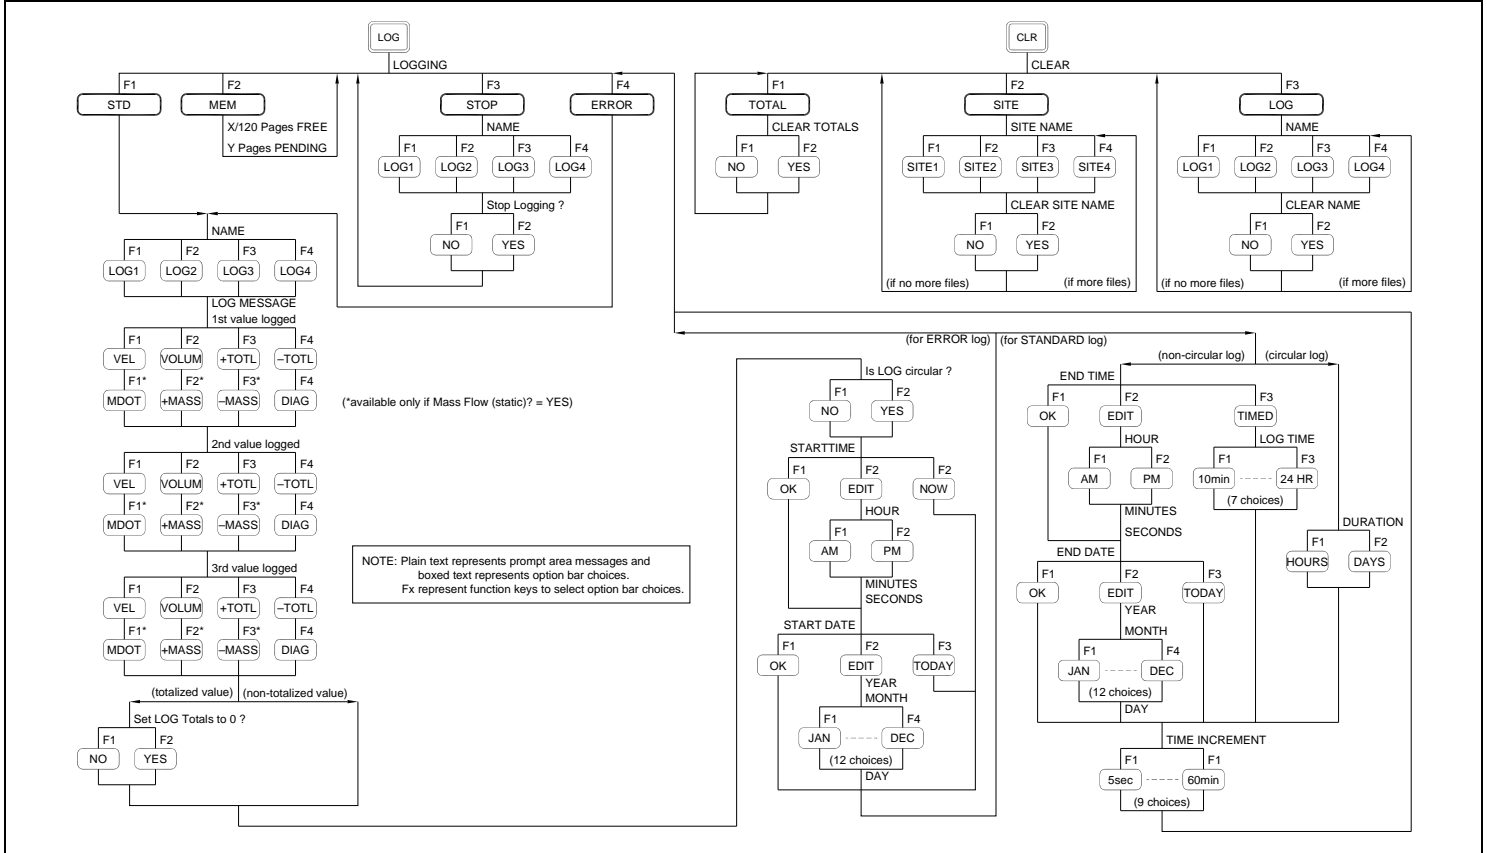 LOG
LOGGING
F1 F2 F3 F4
STD MEM STOP ERROR
X/120 Pages FREE
Y Pages PENDING
NAME
F1 F2 F3 F4
LOG1 LOG2 LOG3 LOG4
Stop Logging ?
F1 F2
NO YES
NAME
F1 F2 F3 F4
LOG1 LOG2 LOG3 LOG4
LOG MESSAGE
1st value logged
F1 F2 F3 F4
VEL VOLUM +TOTL –TOTL
F1* F2* F3* F4
MDOT +MASS –MASS DIAG
(*available only if Mass Flow (static)? = YES)
2nd value logged
F1 F2 F3 F4
VEL VOLUM +TOTL –TOTL
F1* F2* F3* F4
MDOT +MASS –MASS DIAG
3rd value logged
F1 F2 F3 F4
VEL VOLUM +TOTL –TOTL
F1* F2* F3* F4
MDOT +MASS –MASS DIAG
(totalized value) (non-totalized value)
Set LOG Totals to 0 ?
F1 F2
NO YES
NOTE: Plain text represents prompt area messages and
boxed text represents option bar choices.
Fx represent function keys to select option bar choices.
CLR
CLEAR
F1 F2 F3
TOTAL SITE LOG
CLEAR TOTALS
F1 F2
NO YES
SITE NAME
F1 F2 F3 F4
SITE1 SITE2 SITE3 SITE4
CLEAR SITE NAME
F1 F2
NO YES
(if no more files) (if more files)
NAME
F1 F2 F3 F4
LOG1 LOG2 LOG3 LOG4
CLEAR NAME
F1 F2
NO YES
(if no more files) (if more files)
(for ERROR log) (for STANDARD log)
Is LOG circular ?
F1 F2
NO YES
STARTTIME
F1 F2 F2
OK EDIT NOW
HOUR
F1 F2
AM PM
MINUTES
SECONDS
START DATE
F1 F2 F3
OK EDIT TODAY
YEAR
MONTH
F1 F4
JAN DEC
(12 choices)
DAY
(non-circular log) (circular log)
END TIME
F1 F2 F3
OK EDIT TIMED
HOUR
F1 F2
AM PM
MINUTES
SECONDS
LOG TIME
F1 F3
10min 24 HR
(7 choices)
DURATION
F1 F2
HOURS DAYS
END DATE
F1 F2 F3
OK EDIT TODAY
YEAR
MONTH
F1 F4
JAN DEC
(12 choices)
DAY
TIME INCREMENT
F1 F1
5sec 60min
(9 choices)